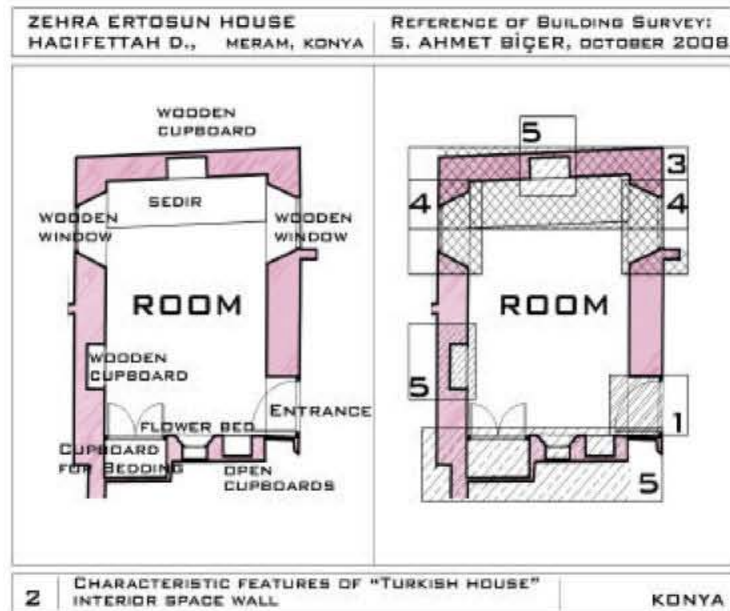 ZEHRA ERTOSUN HOUSE
HACIFETTAH D., MERAM, KONYA
REFERENCE OF BUILDING SURVEY:
S. AHMET BİÇER, OCTOBER 2008
WOODEN
CUPBOARD
SEDIR
WOODEN
WINDOW
WOODEN
WINDOW
ROOM
WOODEN
CUPBOARD
ENTRANCE
FLOWER BED
CUPBOARD
FOR BEDDING
OPEN
CUPBOARDS
5
3
4
4
ROOM
5
1
5
2
CHARACTERISTIC FEATURES OF "TURKISH HOUSE"
INTERIOR SPACE WALL
KONYA